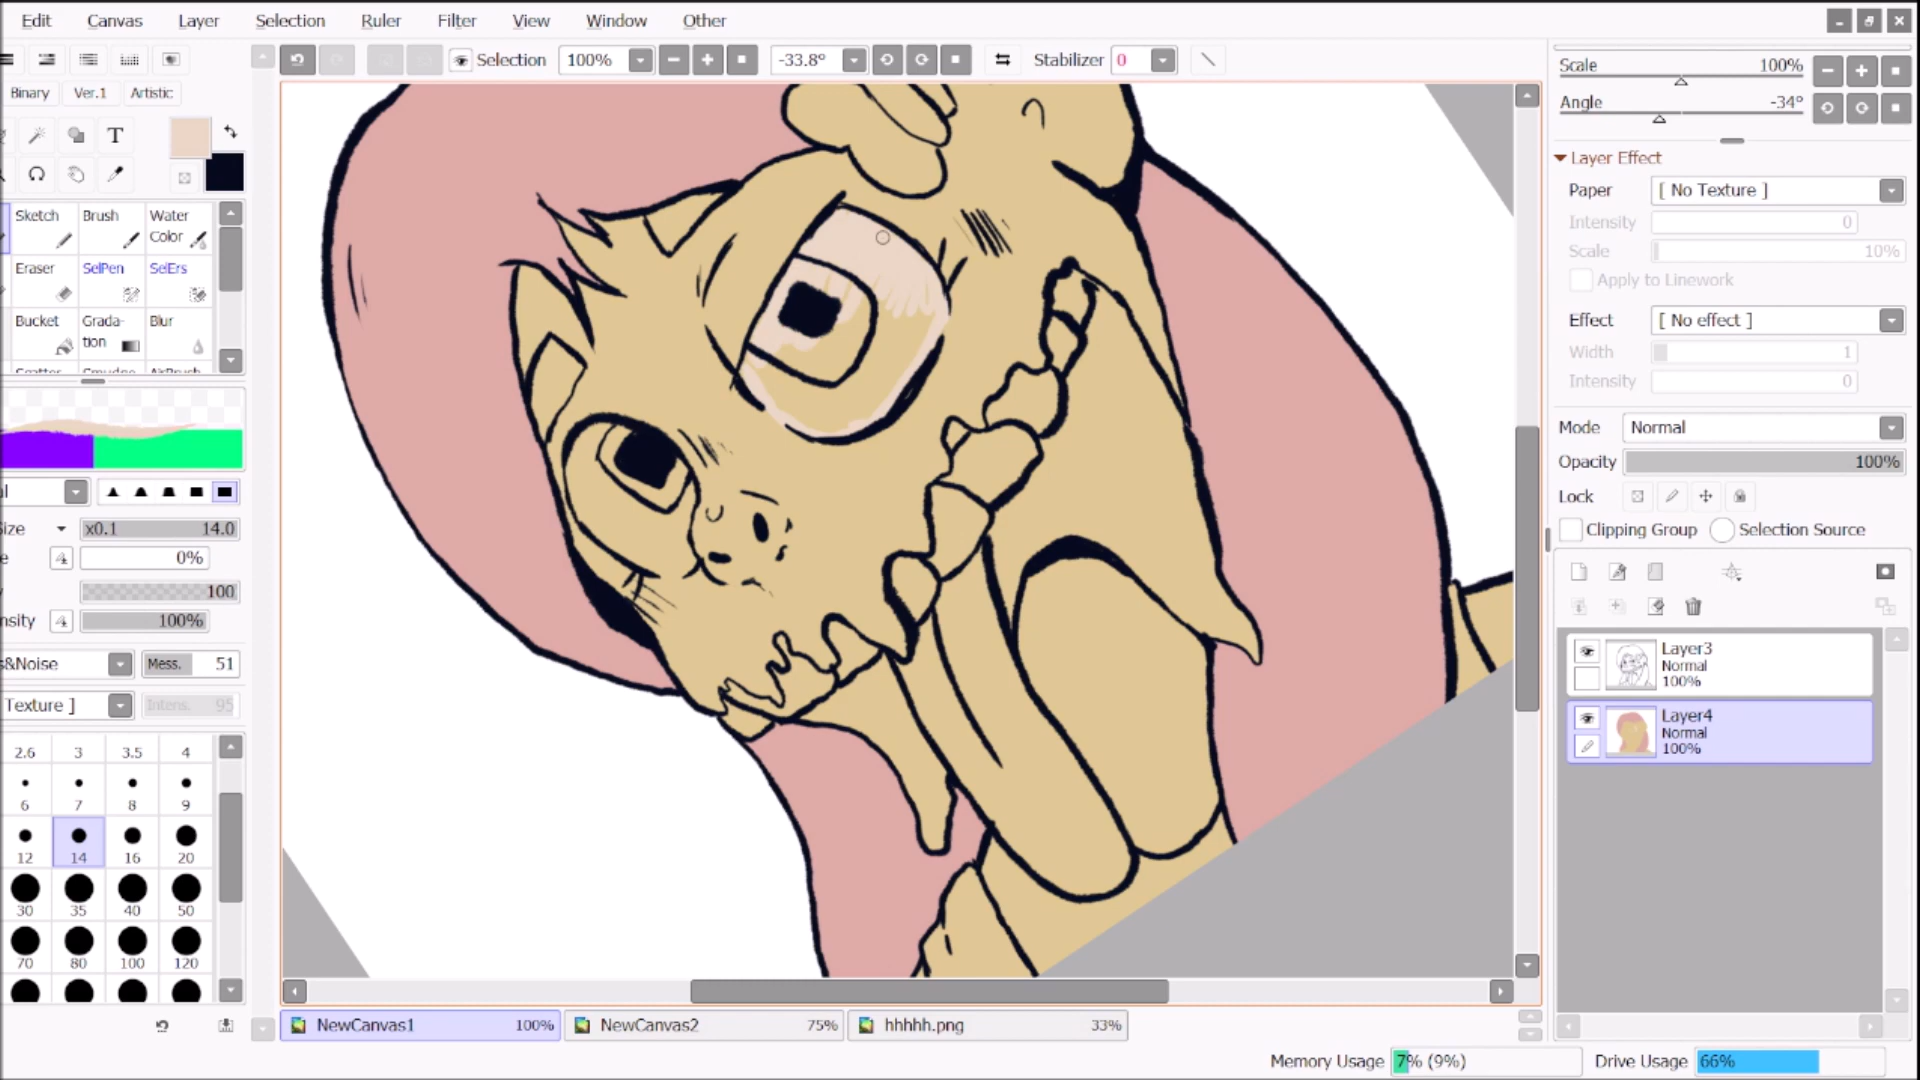 Edit Canvas Layer Selection Ruler Filter View Window Other
Selection 100% -33.8° Stabilizer 0
Scale 100%
Binary Ver.1 Artistic
Angle -34°
T
Layer Effect
Paper [ No Texture ]
Intensity 0
Scale 10%
Apply to Linework
Effect [ No effect ]
Width 1
Intensity 0
Mode Normal
Opacity 100%
Lock
Clipping Group Selection Source
Layer3
Normal
100%
Layer4
Normal
100%
Sketch Brush Water Color
Eraser SelPen SelErs
Bucket Grada-tion Blur
x0.1 14.0
0%
100
100%
&Noise Mess. 51
Texture ] Intens. 95
2.6 3 3.5 4
6 7 8 9
12 14 16 20
30 35 40 50
70 80 100 120
NewCanvas1 100% NewCanvas2 75% hhhhh.png 33%
Memory Usage 7% (9%) Drive Usage 66%